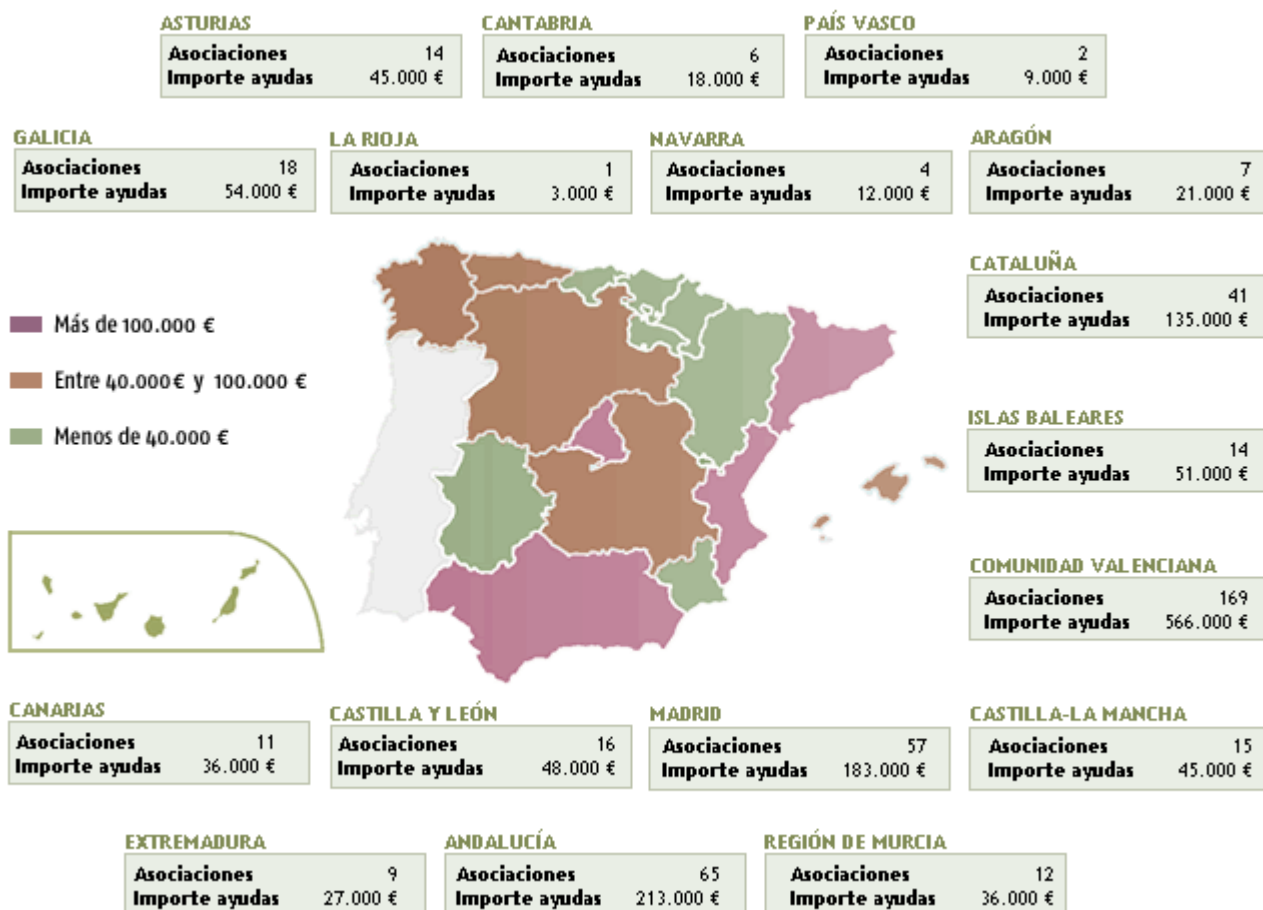 ASTURIAS
Asociaciones 14
Importe ayudas 45.000 €
CANTABRIA
Asociaciones 6
Importe ayudas 18.000 €
PAÍS VASCO
Asociaciones 2
Importe ayudas 9.000 €
GALICIA
Asociaciones 18
Importe ayudas 54.000 €
LA RIOJA
Asociaciones 1
Importe ayudas 3.000 €
NAVARRA
Asociaciones 4
Importe ayudas 12.000 €
ARAGÓN
Asociaciones 7
Importe ayudas 21.000 €
CATALUÑA
Asociaciones 41
Importe ayudas 135.000 €
Más de 100.000 €
Entre 40.000€ y 100.000 €
Menos de 40.000 €
ISLAS BALEARES
Asociaciones 14
Importe ayudas 51.000 €
COMUNIDAD VALENCIANA
Asociaciones 169
Importe ayudas 566.000 €
CANARIAS
Asociaciones 11
Importe ayudas 36.000 €
CASTILLA Y LEÓN
Asociaciones 16
Importe ayudas 48.000 €
MADRID
Asociaciones 57
Importe ayudas 183.000 €
CASTILLA-LA MANCHA
Asociaciones 15
Importe ayudas 45.000 €
EXTREMADURA
Asociaciones 9
Importe ayudas 27.000 €
ANDALUCÍA
Asociaciones 65
Importe ayudas 213.000 €
REGIÓN DE MURCIA
Asociaciones 12
Importe ayudas 36.000 €